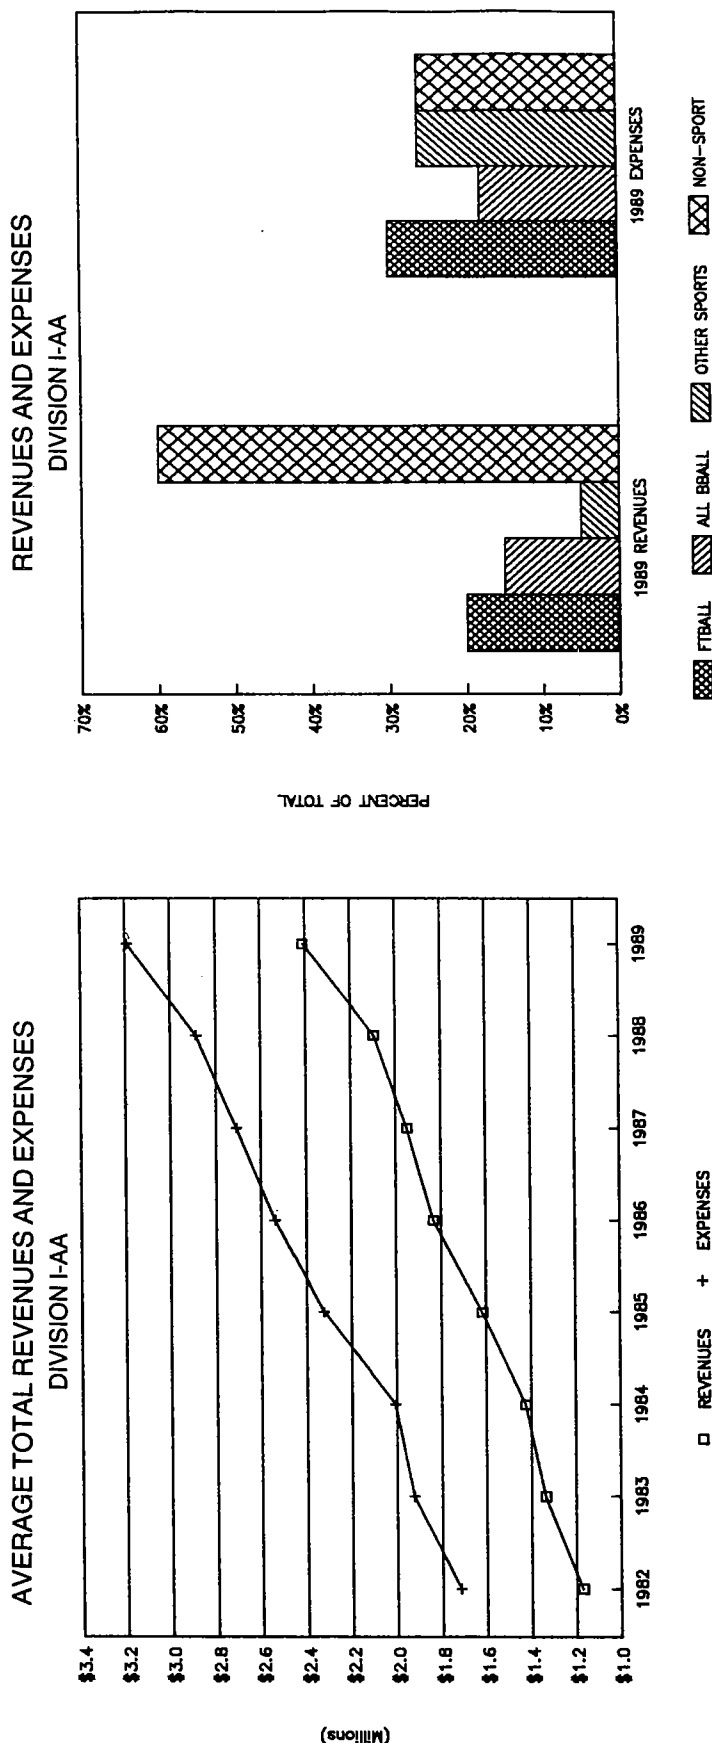 AVERAGE TOTAL REVENUES AND EXPENSES
DIVISION I-AA
(Millions)
$3.4
$3.2
$3.0
$2.8
$2.6
$2.4
$2.2
$2.0
$1.8
$1.6
$1.4
$1.2
$1.0
1982 1983 1984 1985 1986 1987 1988 1989
REVENUES EXPENSES
REVENUES AND EXPENSES
DIVISION I-AA
PERCENT OF TOTAL
70%
60%
50%
40%
30%
20%
10%
0%
1989 REVENUES 1989 EXPENSES
FTBALL ALL BBALL OTHER SPORTS NON-SPORT